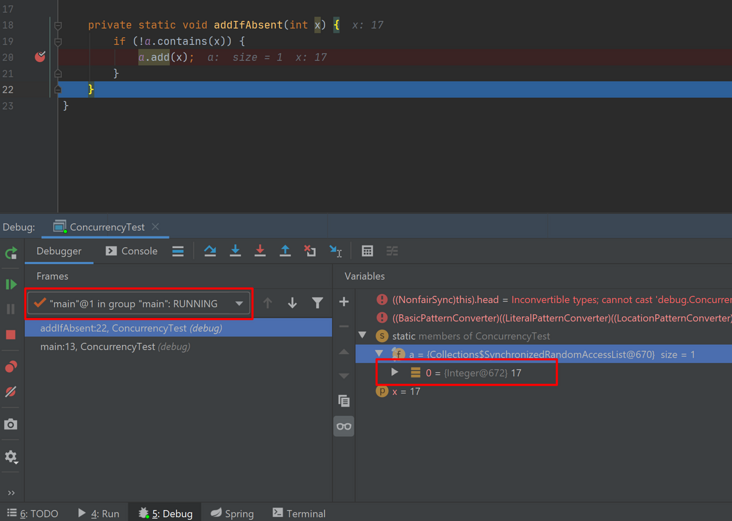 17
18 private static void addIfAbsent(int x) { x: 17
19 if (!a.contains(x)) {
20 a.add(x); a: size = 1 x: 17
21 }
22 }
23 }
Debug: ConcurrencyTest
Debugger Console
Frames Variables
"main"@1 in group "main": RUNNING
addIfAbsent:22, ConcurrencyTest (debug)
main:13, ConcurrencyTest (debug)
((NonfairSync)this).head = Inconvertible types; cannot cast 'debug.Concurren
((BasicPatternConverter)((LiteralPatternConverter)((LocationPatternConverter)
static members of ConcurrencyTest
a = {Collections$SynchronizedRandomAccessList@670} size = 1
0 = {Integer@672} 17
x = 17
6: TODO 4: Run 5: Debug Spring Terminal